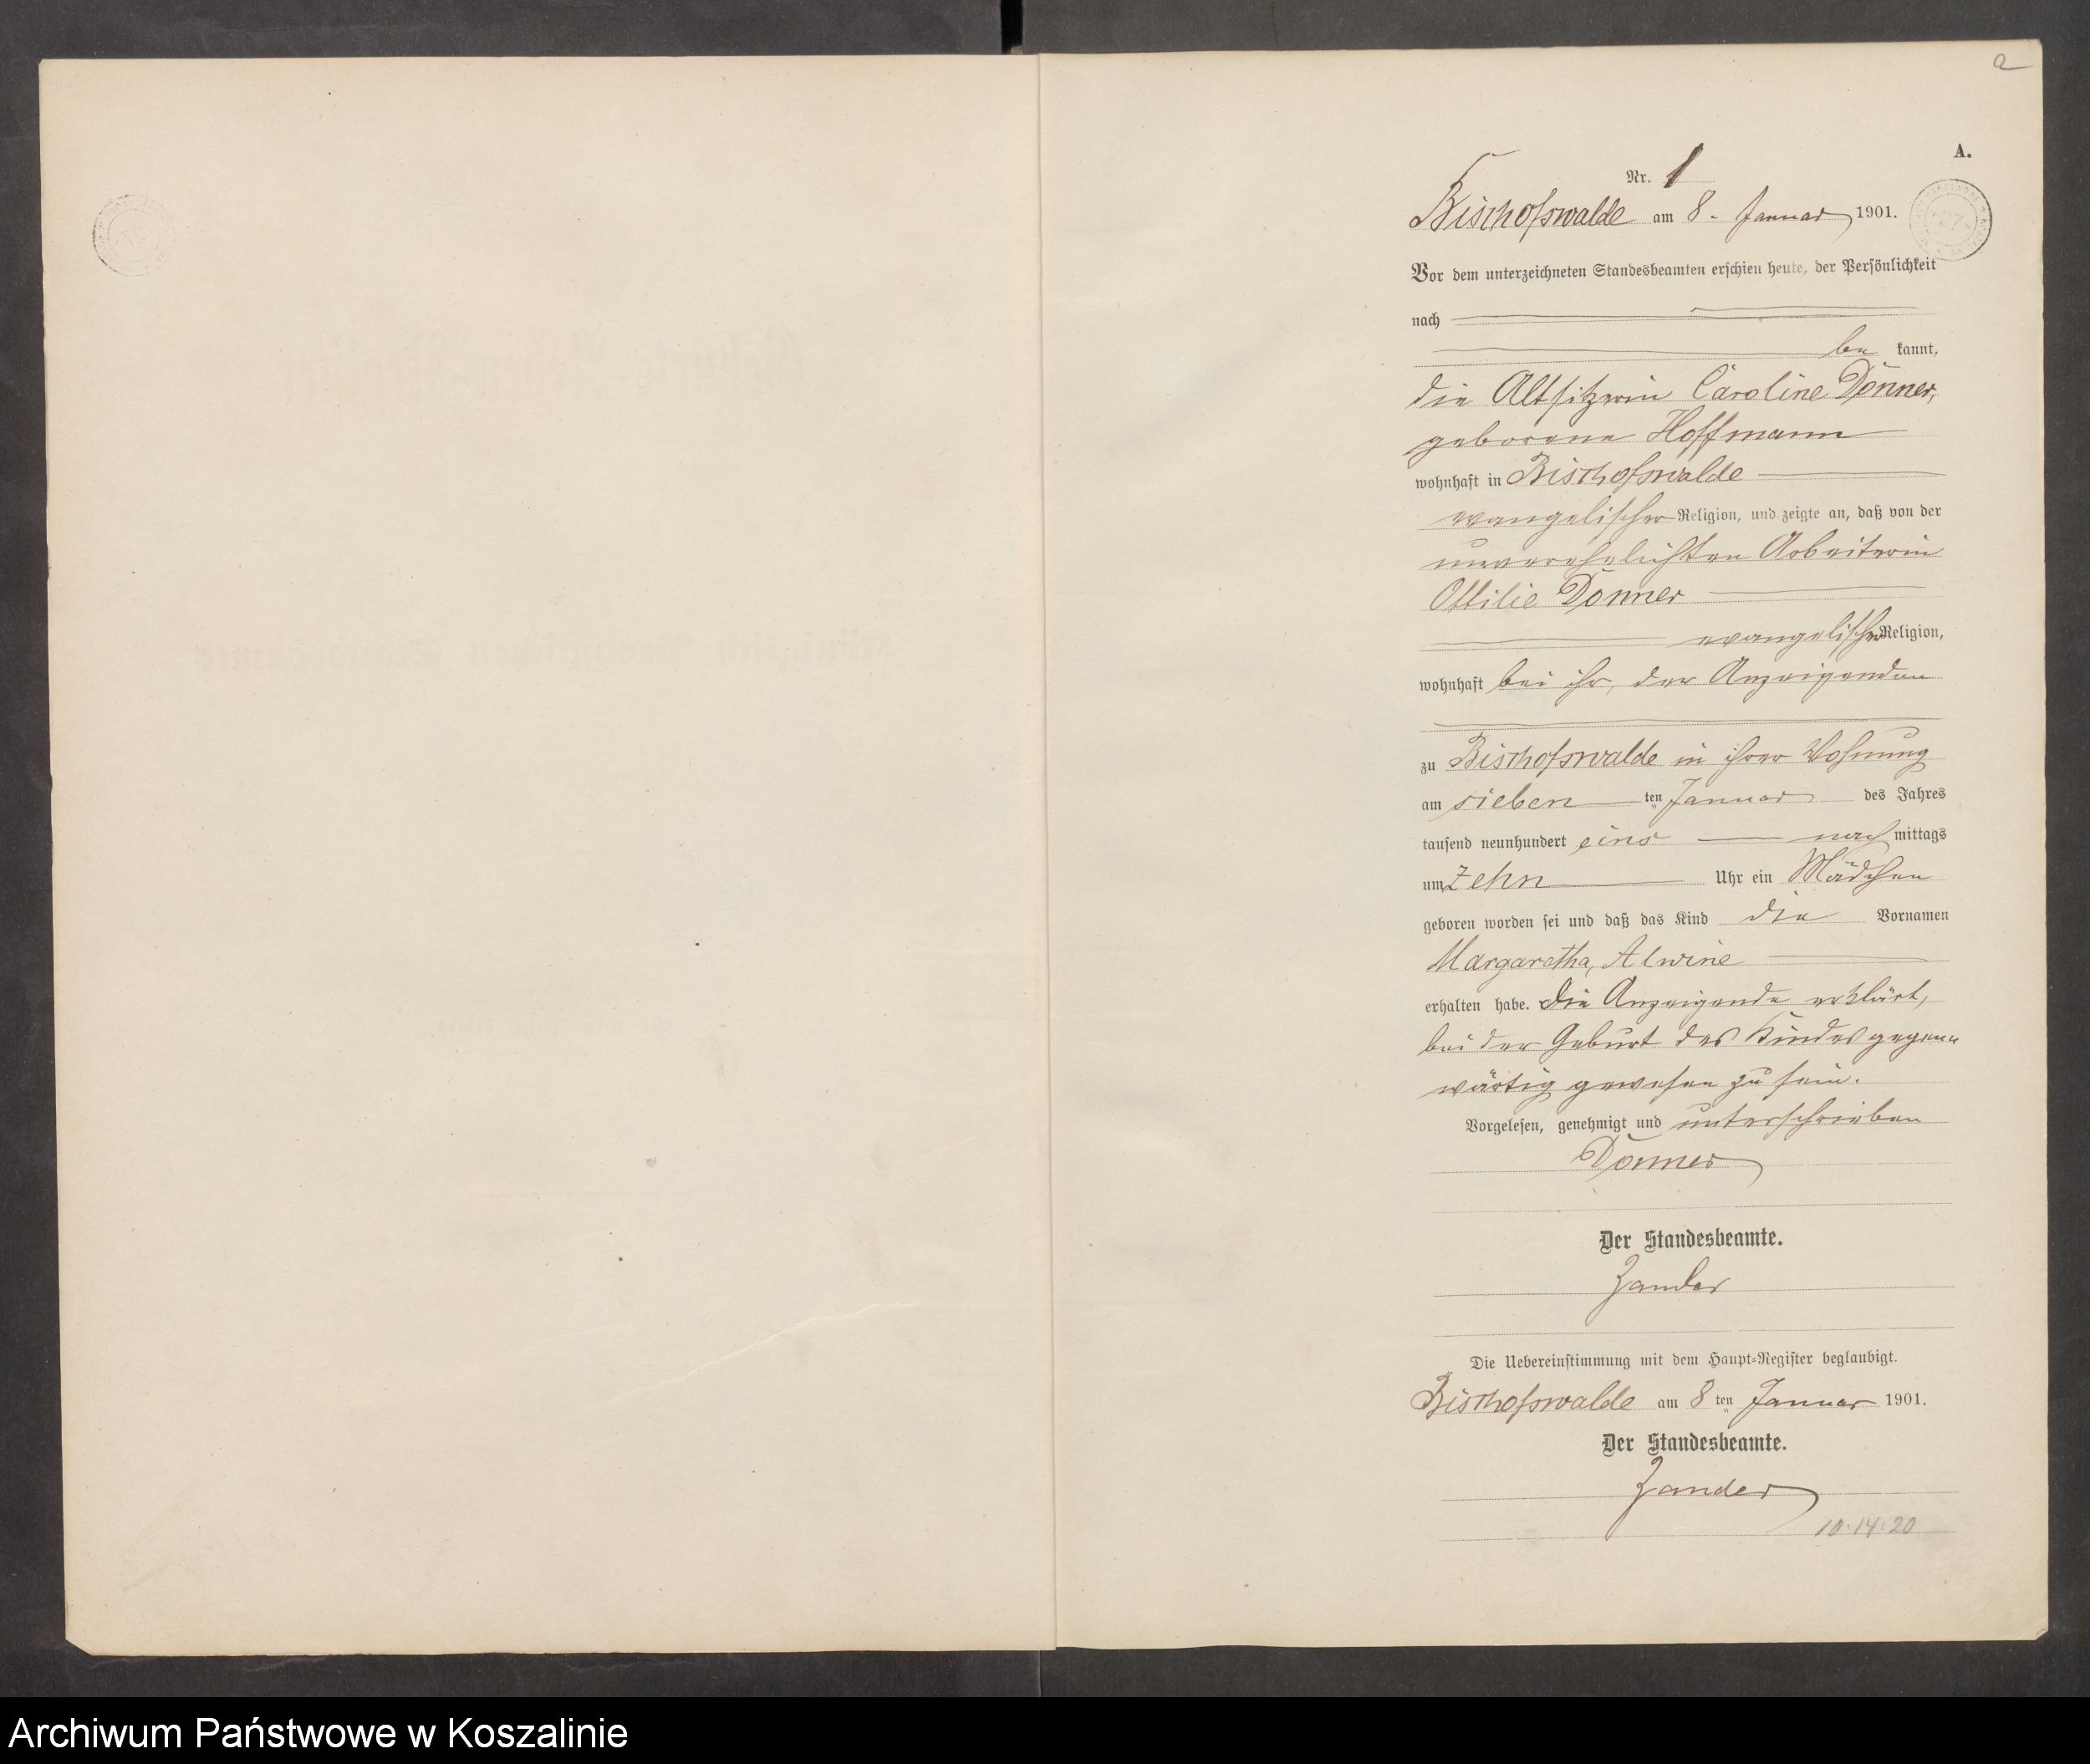 2
A.
Nr. 1
Bischofswalde am 8. Januar 1901.
Vor dem unterzeichneten Standesbeamten erschien heute, der Persönlichkeit
nach
be kannt,
die Altsitzerin Caroline Donner,
geborene Hoffmann
wohnhaft in Bischofswalde
evangelischer Religion, und zeigte an, daß von der
unverehelichten Arbeiterin
Ottilie Donner
evangelischer Religion,
wohnhaft bei ihr, der Anzeigenden
zu Bischofswalde in ihrer Wohnung
am sieben ten Januar des Jahres
tausend neunhundert eins nach mittags
um zehn Uhr ein Mädchen
geboren worden sei und daß das Kind die Vornamen
Margaretha, Alwine
erhalten habe. Die Anzeigende erklärt,
bei der Geburt des Kindes gegen-
wärtig gewesen zu sein.
Vorgelesen, genehmigt und unterschrieben
Donner
Der Standesbeamte.
Zander
Die Uebereinstimmung mit dem Haupt-Register beglaubigt.
Bischofswalde am 8 ten Januar 1901.
Der Standesbeamte.
Zander
10.14.20
Archiwum Państwowe w Koszalinie